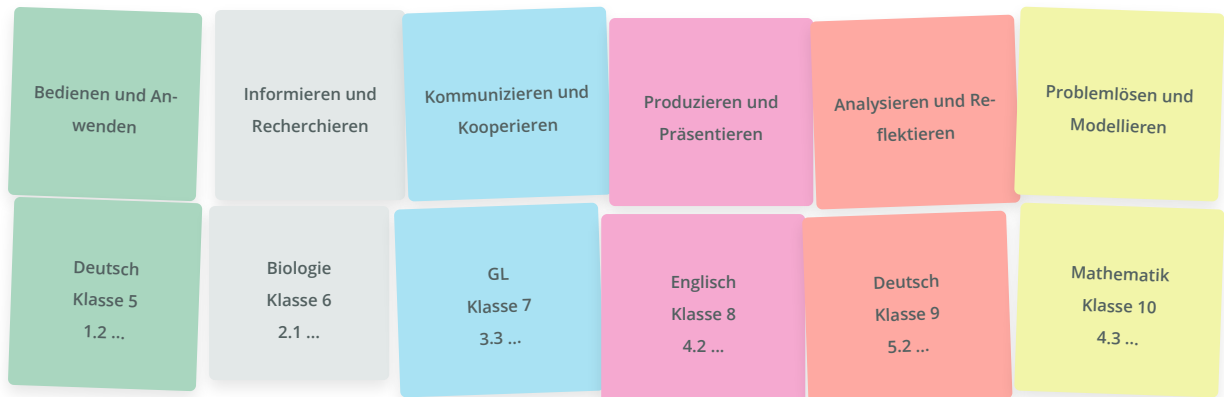 Bedienen und An-
wenden
Informieren und
Recherchieren
Kommunizieren und
Kooperieren
Produzieren und
Präsentieren
Analysieren und Re-
flektieren
Problemlösen und
Modellieren
Deutsch
Klasse 5
1.2 ...
Biologie
Klasse 6
2.1 ...
GL
Klasse 7
3.3 ...
Englisch
Klasse 8
4.2 ...
Deutsch
Klasse 9
5.2 ...
Mathematik
Klasse 10
4.3 ...